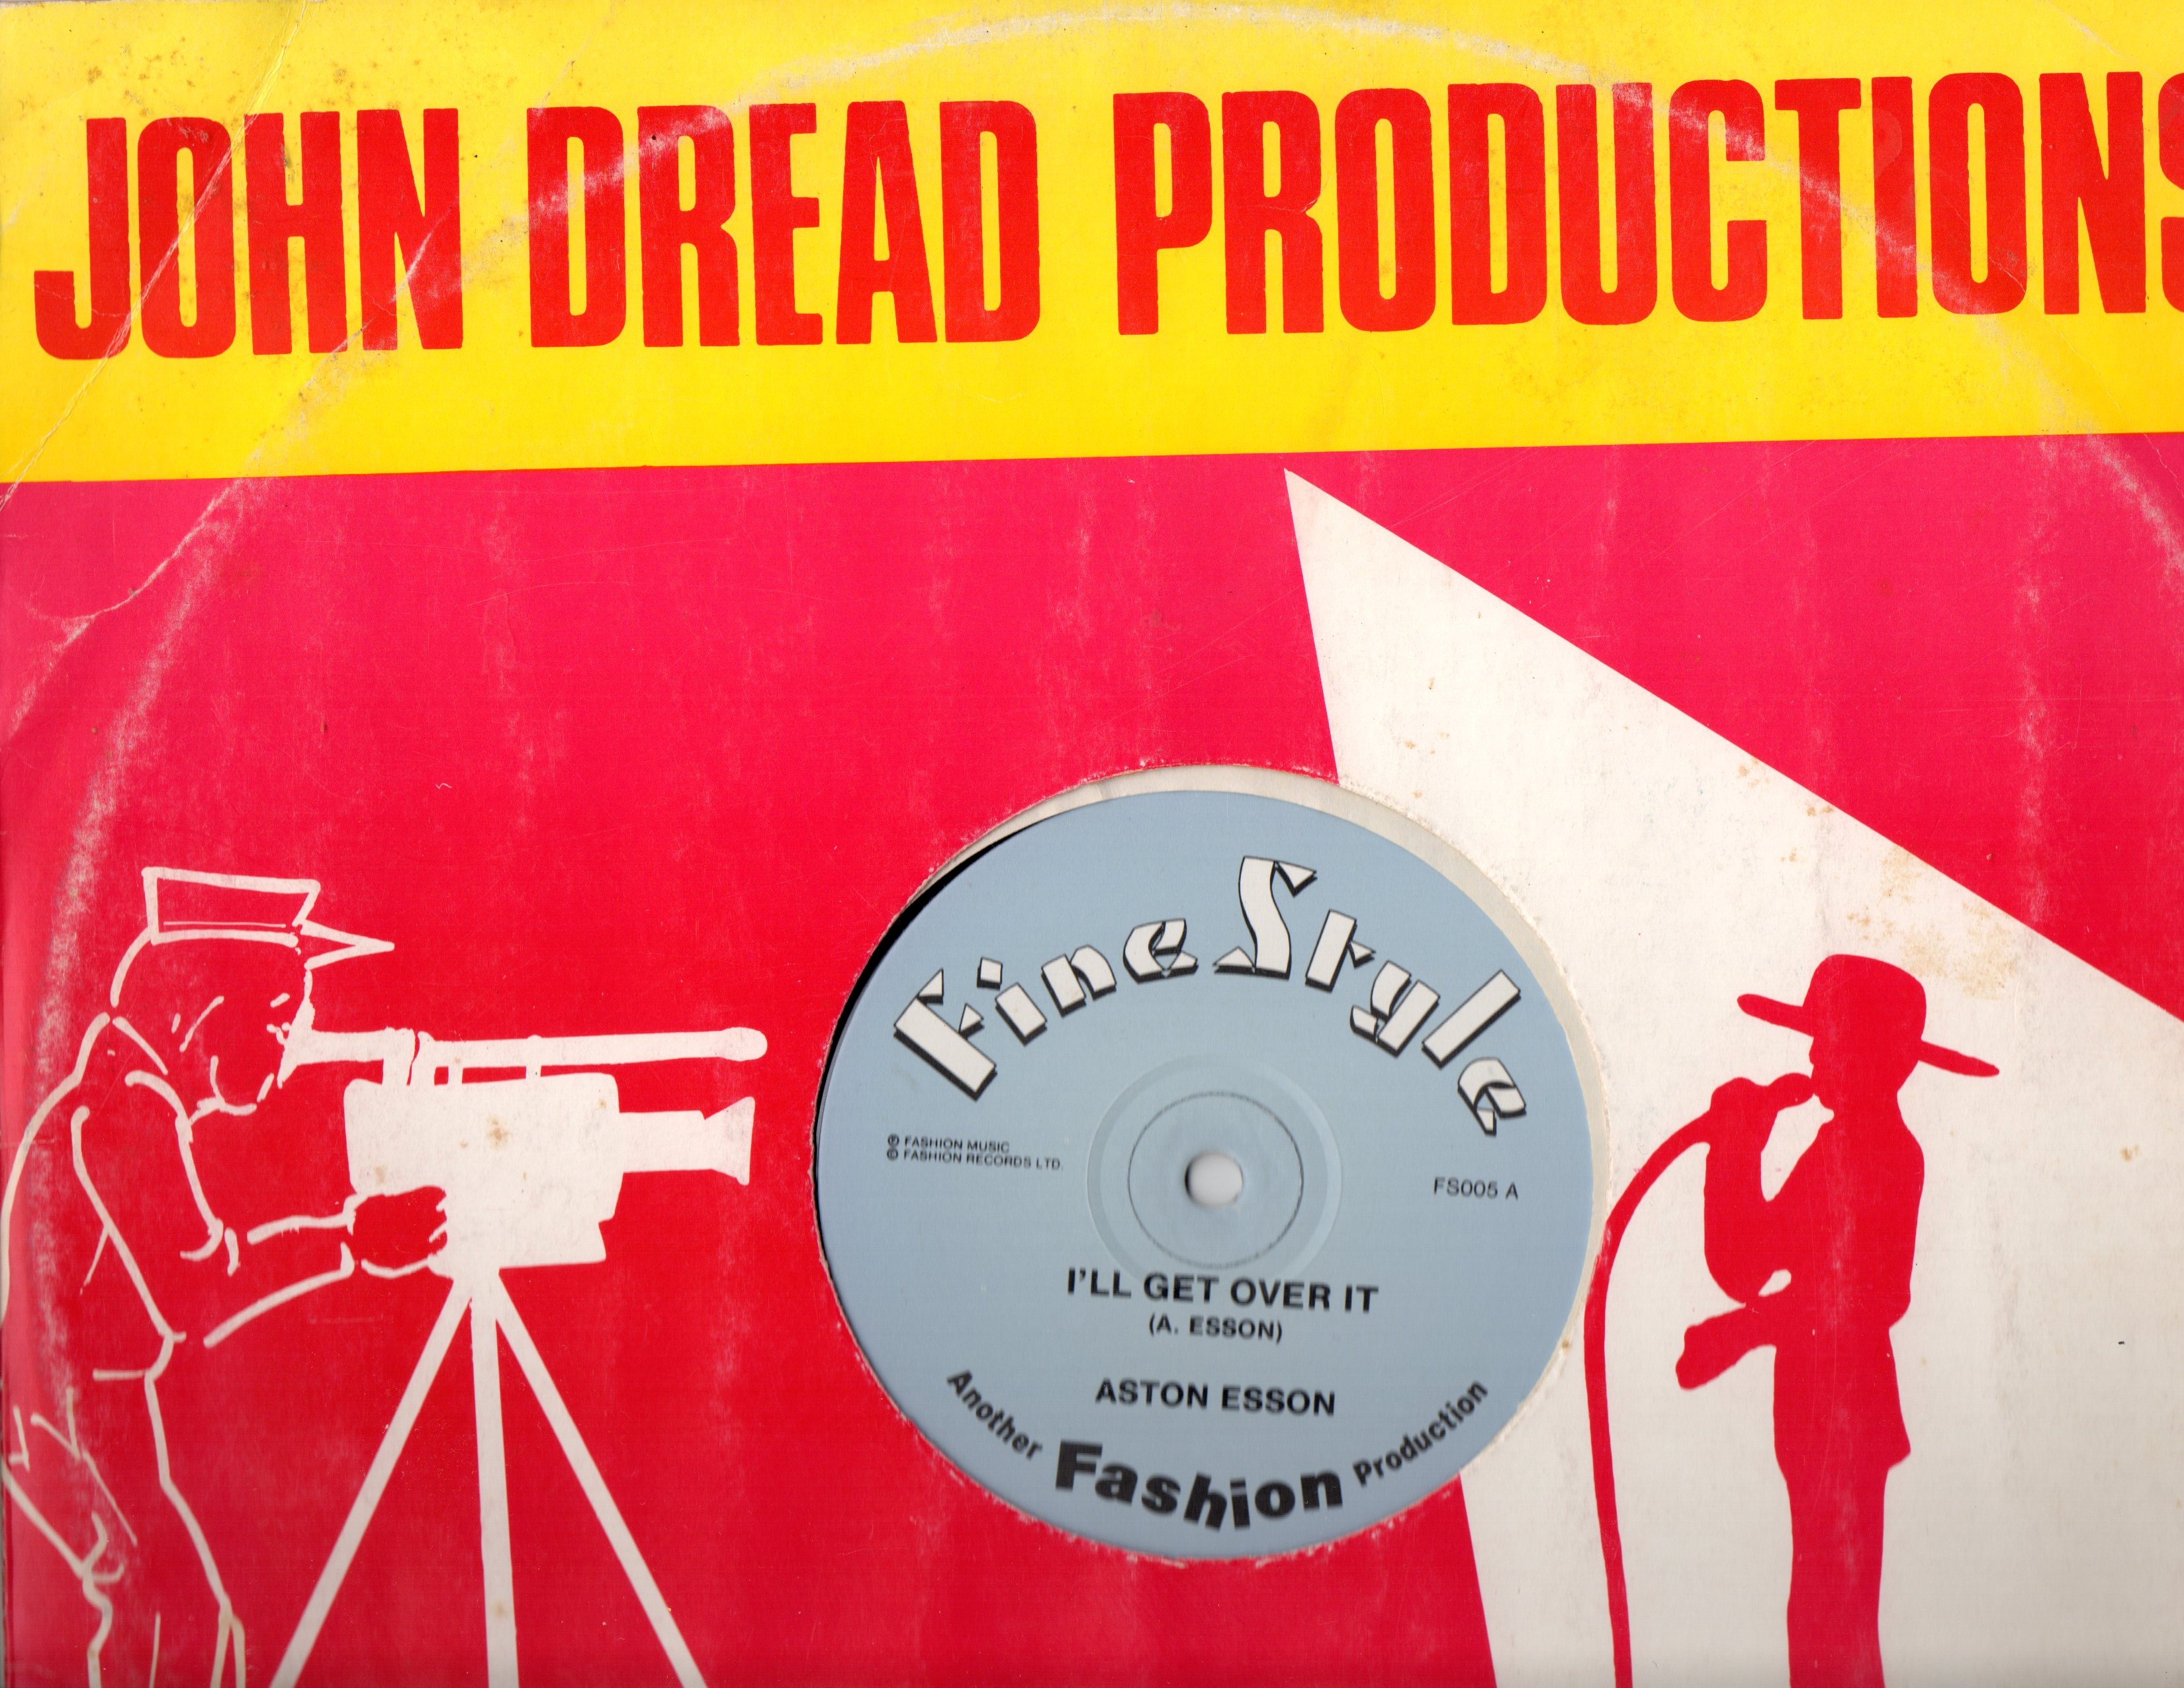 JOHN DREAD PRODUCTIONS
Fine Style
℗ FASHION MUSIC
© FASHION RECORDS LTD.
FS005 A
I'LL GET OVER IT
(A. ESSON)
ASTON ESSON
Another Fashion Production